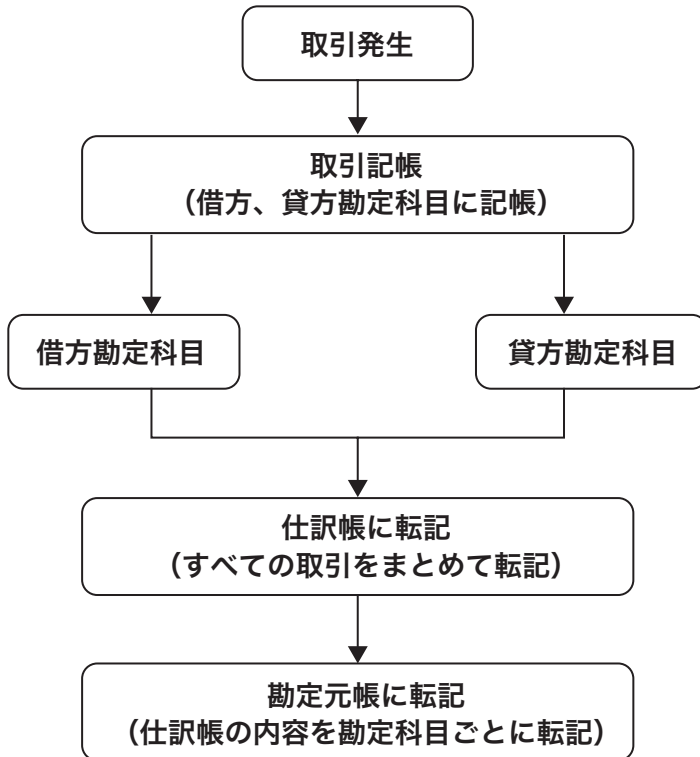 取引発生
取引記帳
(借方、貸方勘定科目に記帳)
借方勘定科目
貸方勘定科目
仕訳帳に転記
(すべての取引をまとめて転記)
勘定元帳に転記
(仕訳帳の内容を勘定科目ごとに転記)